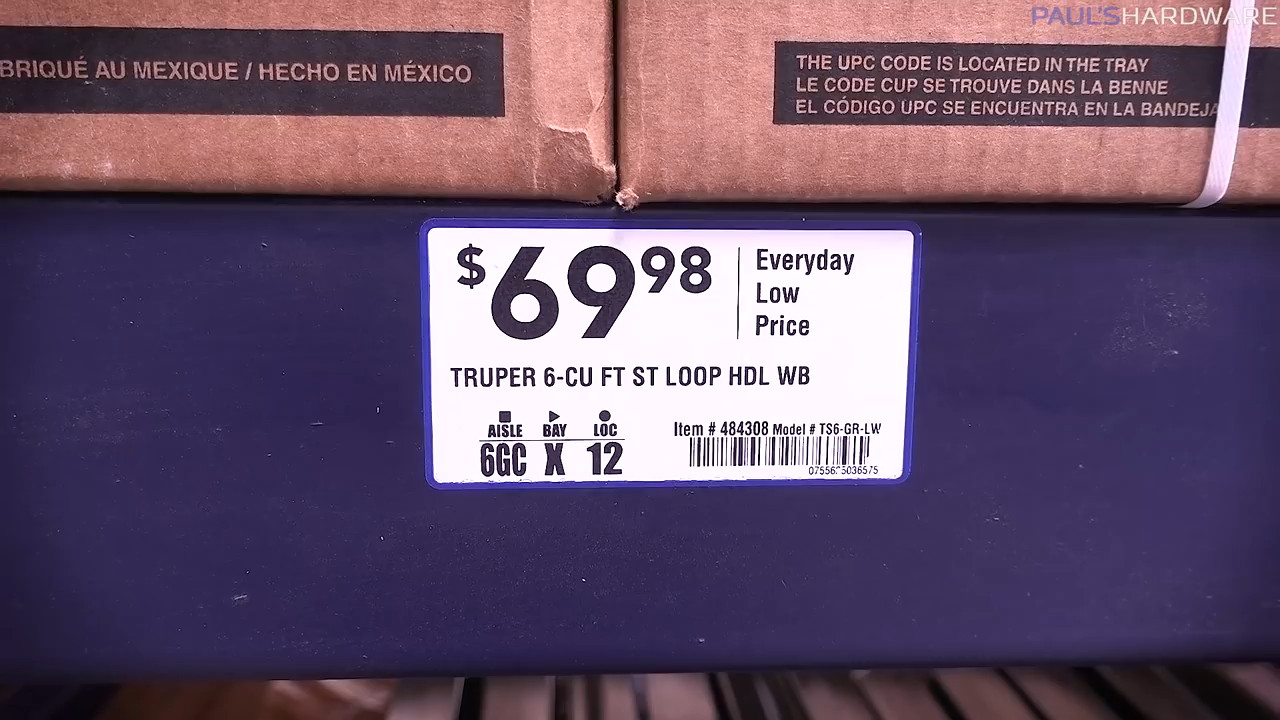 PAUL'SHARDWARE
BRIQUÉ AU MEXIQUE / HECHO EN MÉXICO
THE UPC CODE IS LOCATED IN THE TRAY
LE CODE CUP SE TROUVE DANS LA BENNE
EL CÓDIGO UPC SE ENCUENTRA EN LA BANDEJA
$6998
Everyday
Low
Price
TRUPER 6-CU FT ST LOOP HDL WB
AISLE BAY LOC
6GC X 12
Item # 484308 Model # TS6-GR-LW